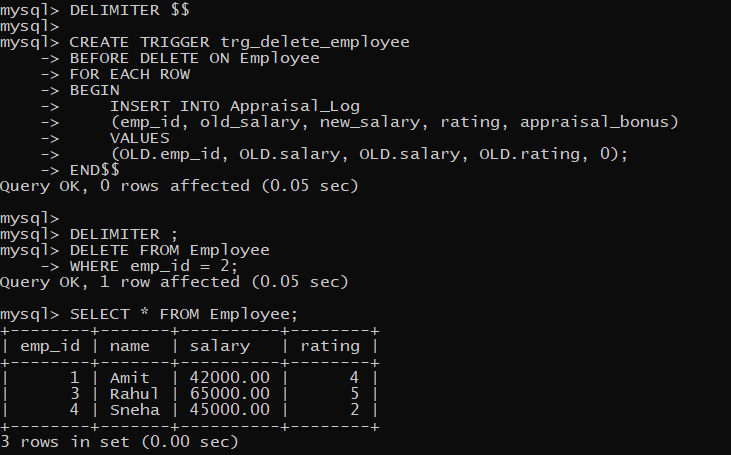 mysql> DELIMITER $$
mysql>
mysql> CREATE TRIGGER trg_delete_employee
    -> BEFORE DELETE ON Employee
    -> FOR EACH ROW
    -> BEGIN
    ->     INSERT INTO Appraisal_Log
    ->     (emp_id, old_salary, new_salary, rating, appraisal_bonus)
    ->     VALUES
    ->     (OLD.emp_id, OLD.salary, OLD.salary, OLD.rating, 0);
    -> END$$
Query OK, 0 rows affected (0.05 sec)

mysql>
mysql> DELIMITER ;
mysql> DELETE FROM Employee
    -> WHERE emp_id = 2;
Query OK, 1 row affected (0.05 sec)

mysql> SELECT * FROM Employee;
+--------+-------+----------+--------+
| emp_id | name  | salary   | rating |
+--------+-------+----------+--------+
|      1 | Amit  | 42000.00 |      4 |
|      3 | Rahul | 65000.00 |      5 |
|      4 | Sneha | 45000.00 |      2 |
+--------+-------+----------+--------+
3 rows in set (0.00 sec)